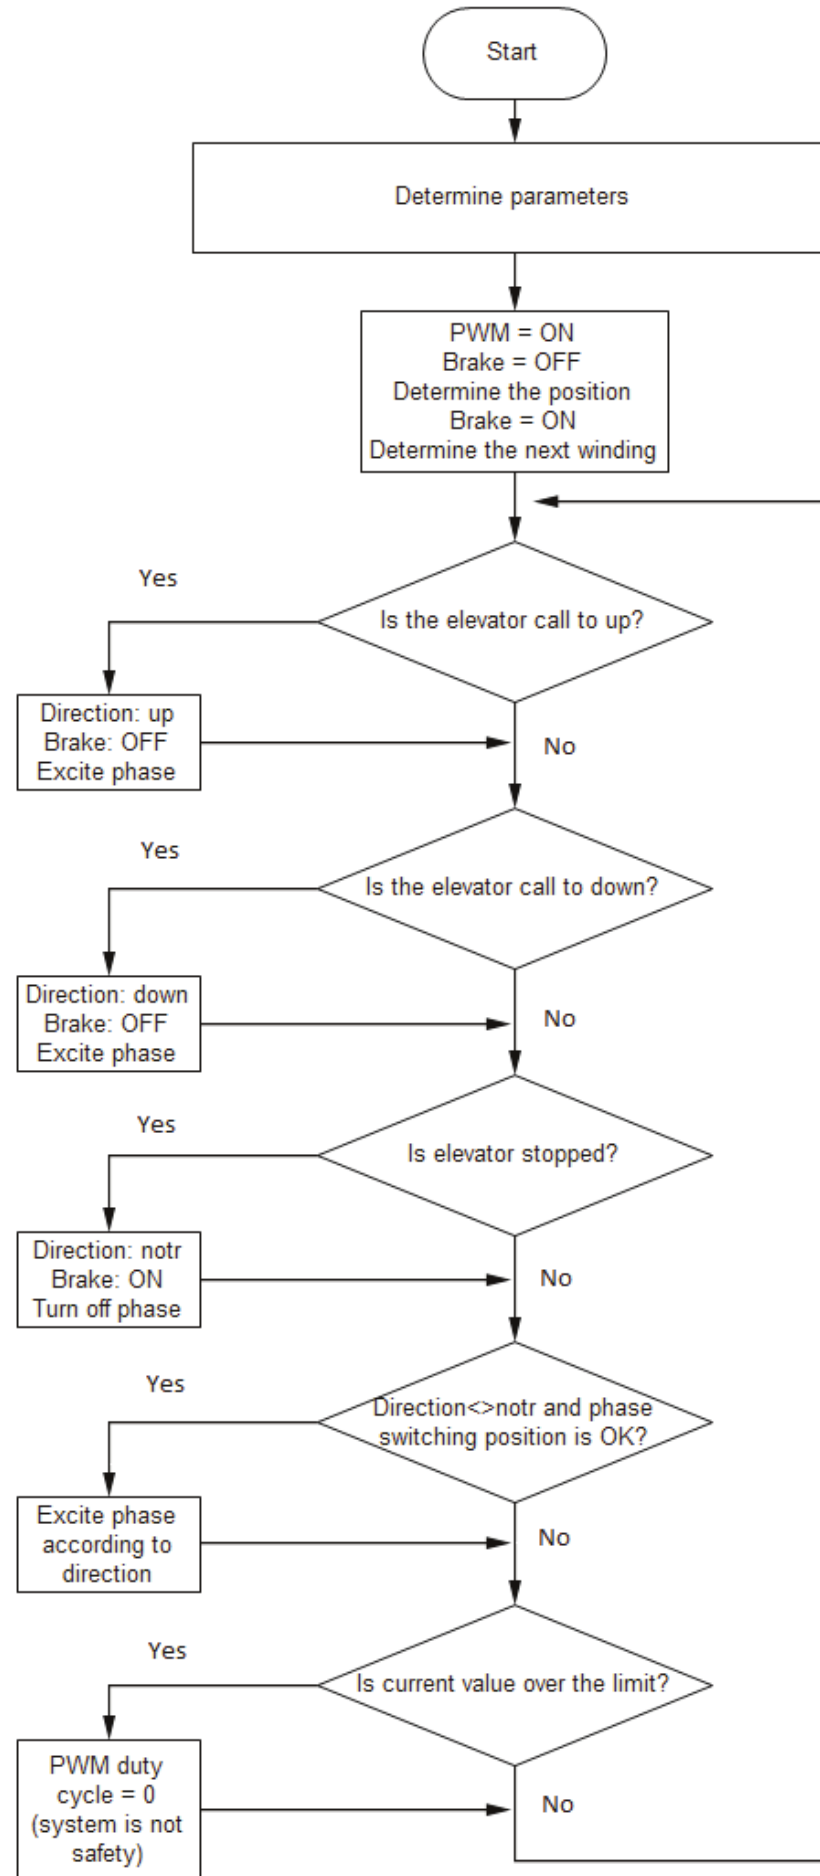 Start
Determine parameters
PWM = ON
Brake = OFF
Determine the position
Brake = ON
Determine the next winding
Yes
Is the elevator call to up?
Direction: up
Brake: OFF
Excite phase
No
Yes
Is the elevator call to down?
Direction: down
Brake: OFF
Excite phase
No
Yes
Is elevator stopped?
Direction: notr
Brake: ON
Turn off phase
No
Yes
Direction<>notr and phase
switching position is OK?
Excite phase
according to
direction
No
Yes
Is current value over the limit?
PWM duty
cycle = 0
(system is not
safety)
No